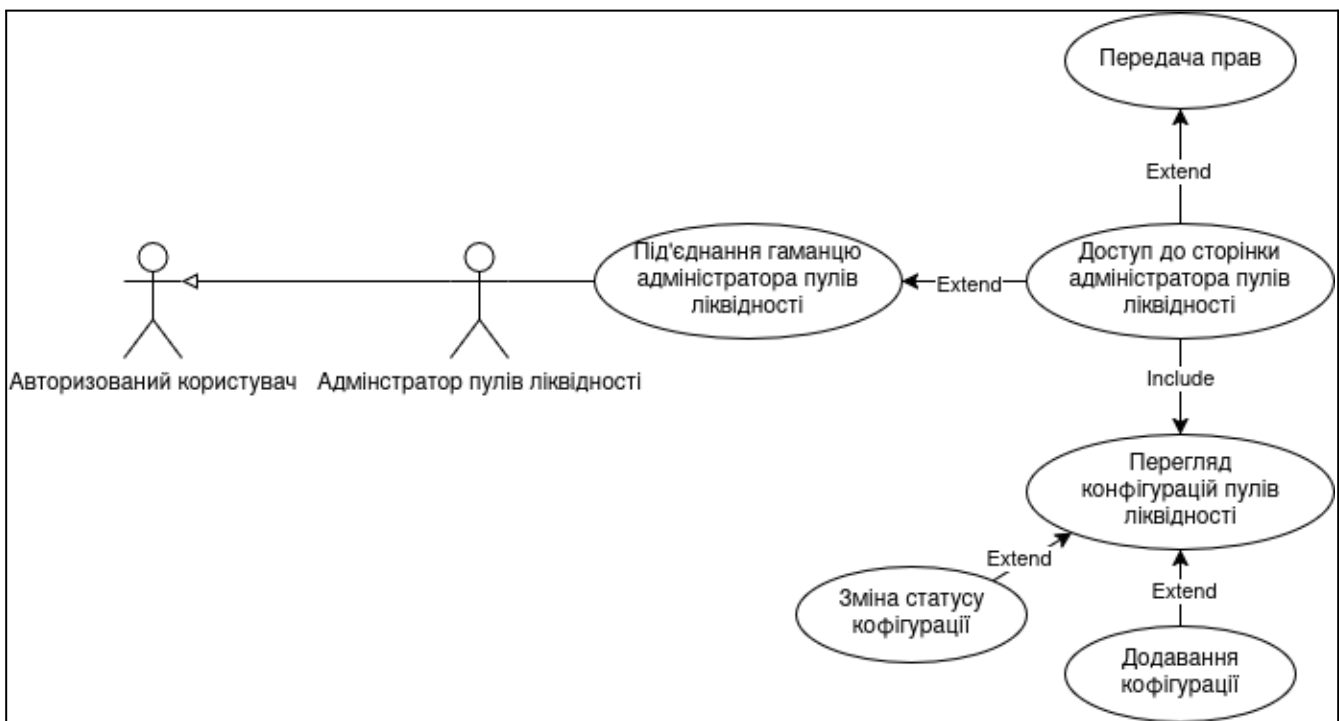 Передача прав
Extend
Під'єднання гаманцю
адміністратора пулів
ліквідності
Extend
Доступ до сторінки
адміністратора пулів
ліквідності
Авторизований користувач
Адмінстратор пулів ліквідності
Include
Перегляд
конфігурацій пулів
ліквідності
Extend
Зміна статусу
кофігурації
Extend
Додавання
кофігурації